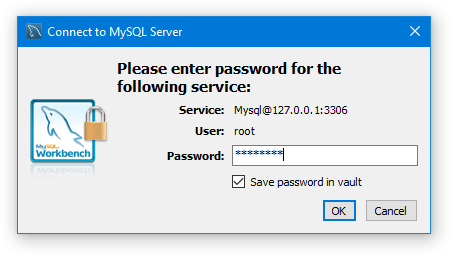 Connect to MySQL Server
Please enter password for the
following service:
Service: Mysql@127.0.0.1:3306
User: root
Password: ********
Save password in vault
MySQL
Workbench
OK Cancel